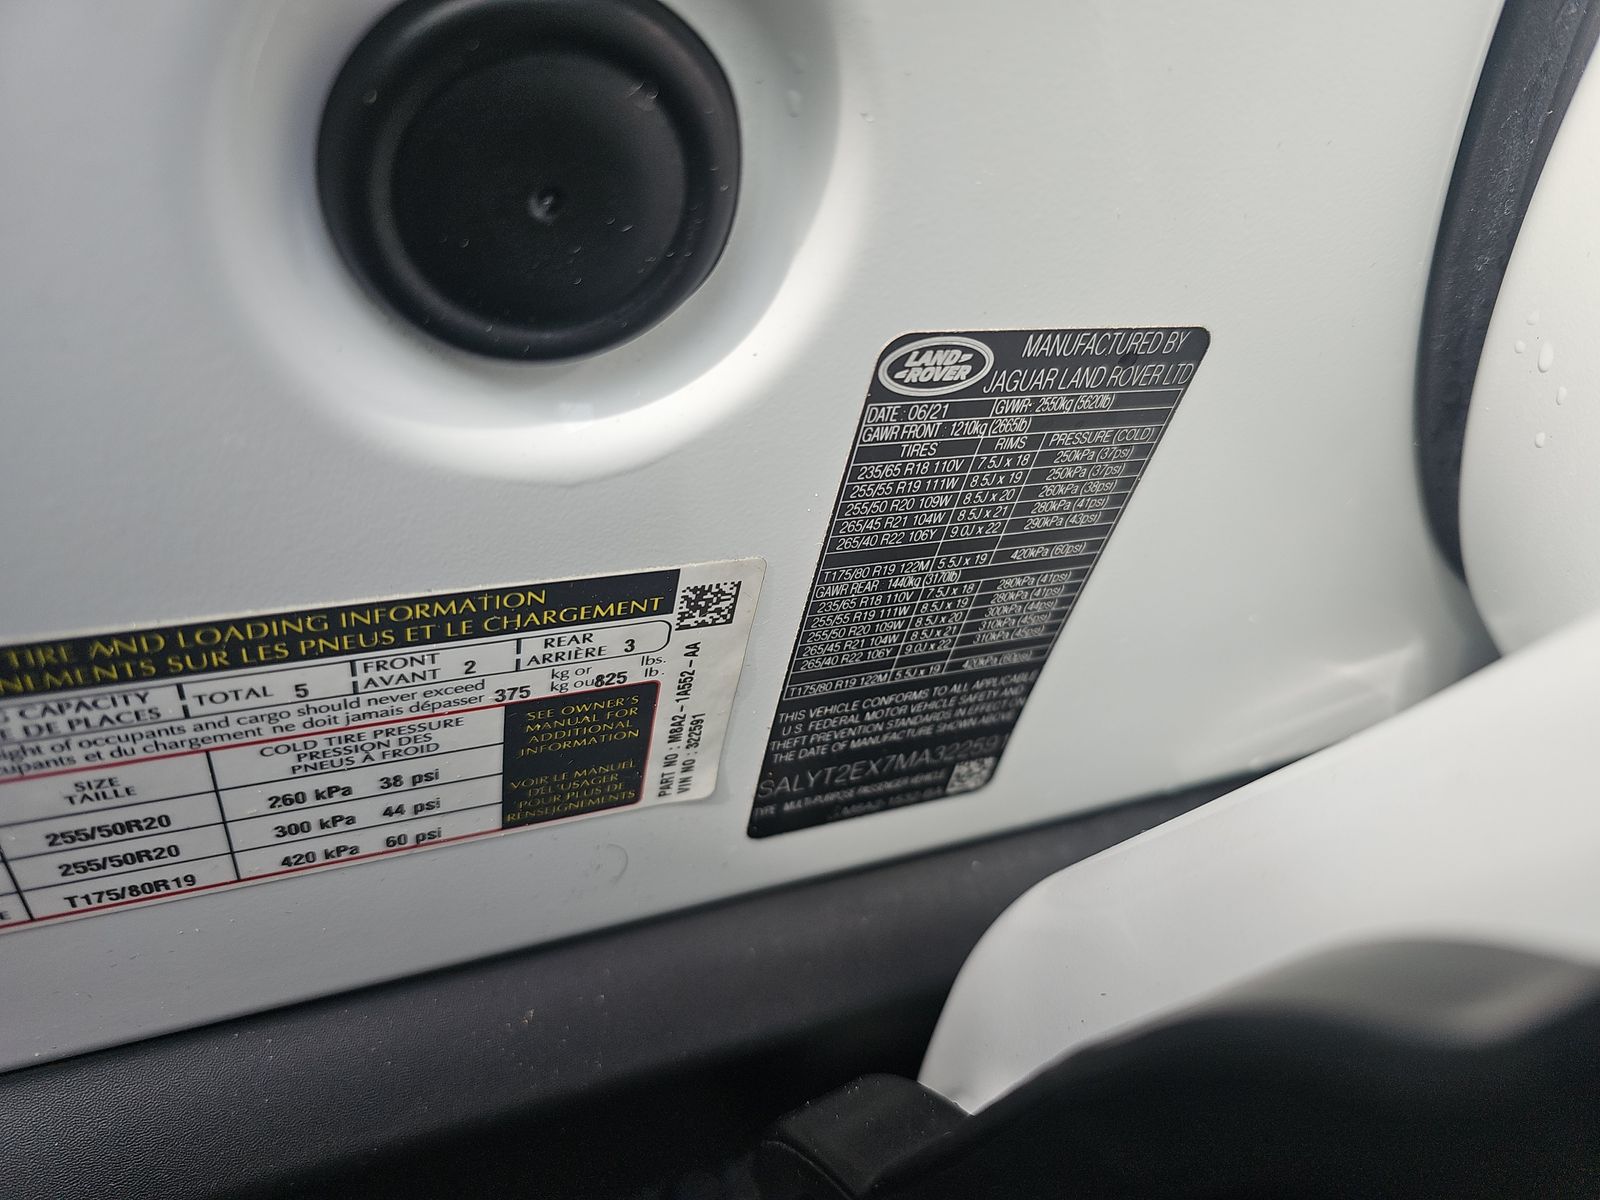 TIRE AND LOADING INFORMATION
NEMENTS SUR LES PNEUS ET LE CHARGEMENT
G CAPACITY
E DE PLACES
TOTAL 5
FRONT
AVANT 2
REAR
ARRIÈRE 3
eight of occupants and cargo should never exceed
cupants et du chargement ne doit jamais dépasser 375
kg or
kg ou 825
lbs.
lb.
SIZE
TAILLE
COLD TIRE PRESSURE
PRESSION DES
PNEUS À FROID
255/50R20 260 kPa 38 psi
255/50R20 300 kPa 44 psi
E T175/80R19 420 kPa 60 psi
SEE OWNER'S
MANUAL FOR
ADDITIONAL
INFORMATION
VOIR LE MANUEL
DE L'USAGER
POUR PLUS DE
RENSEIGNEMENTS
PART NO : M8A2-1A552-AA
VIN NO : 322591
LAND ROVER
MANUFACTURED BY
JAGUAR LAND ROVER LTD
DATE : 06/21 GVWR: 2550kg (5620lb)
GAWR FRONT : 1210kg (2665lb)
TIRES RIMS PRESSURE (COLD)
235/65 R18 110V 7.5J x 18 250kPa (37psi)
255/55 R19 111W 8.5J x 19 250kPa (37psi)
255/50 R20 109W 8.5J x 20 260kPa (38psi)
265/45 R21 104W 8.5J x 21 280kPa (41psi)
265/40 R22 106Y 9.0J x 22 290kPa (43psi)
T175/80 R19 122M 5.5J x 19 420kPa (60psi)
GAWR REAR : 1440kg (3170lb)
235/65 R18 110V 7.5J x 18 280kPa (41psi)
255/55 R19 111W 8.5J x 19 280kPa (41psi)
255/50 R20 109W 8.5J x 20 300kPa (44psi)
265/45 R21 104W 8.5J x 21 310kPa (45psi)
265/40 R22 106Y 9.0J x 22 310kPa (45psi)
T175/80 R19 122M 5.5J x 19 420kPa (60psi)
THIS VEHICLE CONFORMS TO ALL APPLICABLE
U.S. FEDERAL MOTOR VEHICLE SAFETY AND
THEFT PREVENTION STANDARDS IN EFFECT ON
THE DATE OF MANUFACTURE SHOWN ABOVE
SALYT2EX7MA322591
TYPE : MULTI-PURPOSE PASSENGER VEHICLE